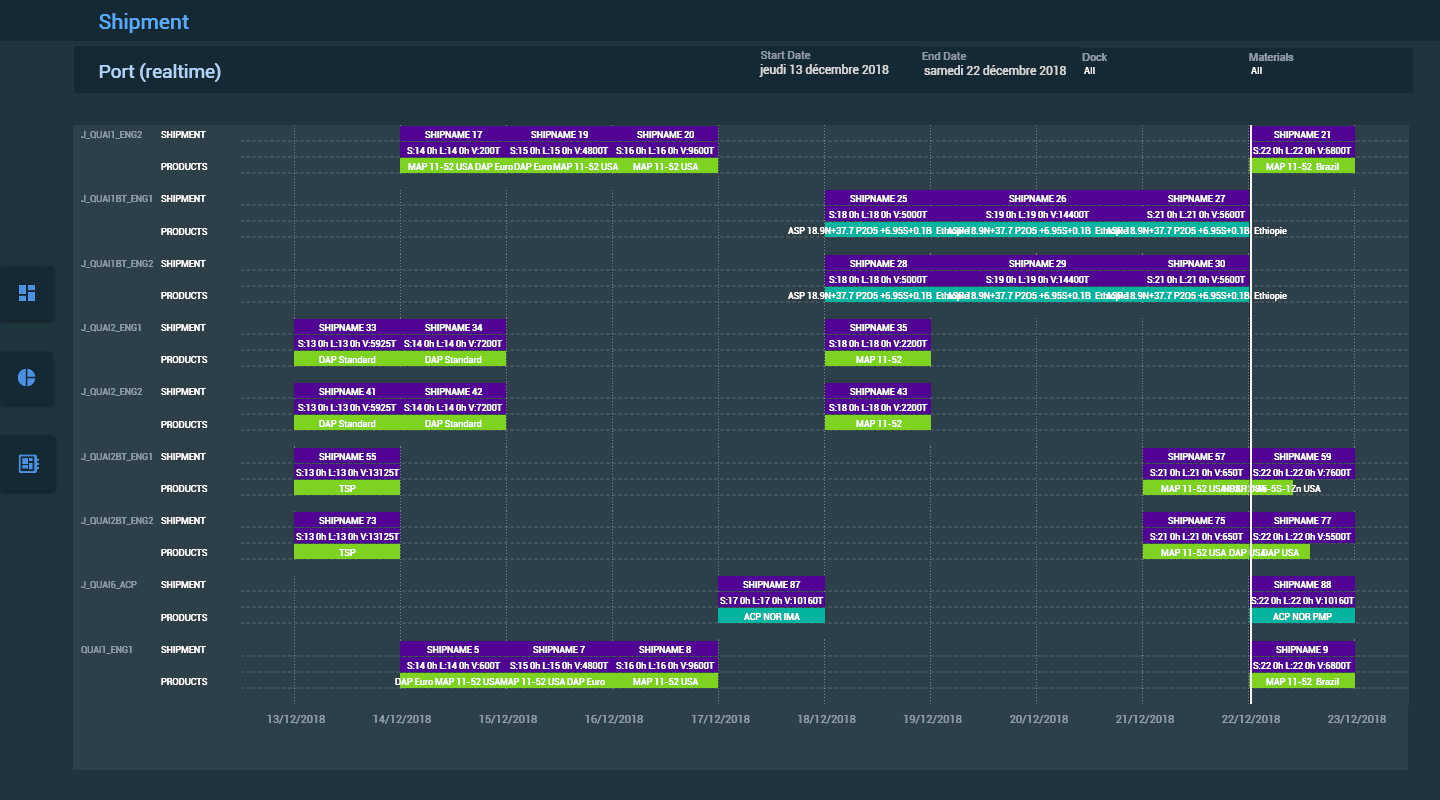 Shipment
Port (realtime)
Start Date
jeudi 13 décembre 2018
End Date
samedi 22 décembre 2018
Dock
All
Materials
All
J_QUAI1_ENG2 SHIPMENT SHIPNAME 17 SHIPNAME 19 SHIPNAME 20 SHIPNAME 21
S:14 0h L:14 0h V:200T S:15 0h L:15 0h V:4800T S:16 0h L:16 0h V:9600T S:22 0h L:22 0h V:6800T
PRODUCTS MAP 11-52 USA DAP Euro DAP Euro MAP 11-52 USA MAP 11-52 USA MAP 11-52 Brazil
J_QUAI1BT_ENG1 SHIPMENT SHIPNAME 25 SHIPNAME 26 SHIPNAME 27
S:18 0h L:18 0h V:5000T S:19 0h L:19 0h V:14400T S:21 0h L:21 0h V:5600T
PRODUCTS ASP 18.9N+37.7 P2O5 +6.95S+0.1B Ethiopie ASP 18.9N+37.7 P2O5 +6.95S+0.1B Ethiopie ASP 18.9N+37.7 P2O5 +6.95S+0.1B Ethiopie
J_QUAI1BT_ENG2 SHIPMENT SHIPNAME 28 SHIPNAME 29 SHIPNAME 30
S:18 0h L:18 0h V:5000T S:19 0h L:19 0h V:14400T S:21 0h L:21 0h V:5600T
PRODUCTS ASP 18.9N+37.7 P2O5 +6.95S+0.1B Ethiopie ASP 18.9N+37.7 P2O5 +6.95S+0.1B Ethiopie ASP 18.9N+37.7 P2O5 +6.95S+0.1B Ethiopie
J_QUAI2_ENG1 SHIPMENT SHIPNAME 33 SHIPNAME 34 SHIPNAME 35
S:13 0h L:13 0h V:5925T S:14 0h L:14 0h V:7200T S:18 0h L:18 0h V:2200T
PRODUCTS DAP Standard DAP Standard MAP 11-52
J_QUAI2_ENG2 SHIPMENT SHIPNAME 41 SHIPNAME 42 SHIPNAME 43
S:13 0h L:13 0h V:5925T S:14 0h L:14 0h V:7200T S:18 0h L:18 0h V:2200T
PRODUCTS DAP Standard DAP Standard MAP 11-52
J_QUAI2BT_ENG1 SHIPMENT SHIPNAME 55 SHIPNAME 57 SHIPNAME 59
S:13 0h L:13 0h V:13125T S:21 0h L:21 0h V:650T S:22 0h L:22 0h V:7600T
PRODUCTS TSP MAP 11-52 USA -5S-1Zn USA
J_QUAI2BT_ENG2 SHIPMENT SHIPNAME 73 SHIPNAME 75 SHIPNAME 77
S:13 0h L:13 0h V:13125T S:21 0h L:21 0h V:650T S:22 0h L:22 0h V:5500T
PRODUCTS TSP MAP 11-52 USA DAP USA DAP USA
J_QUAI6_ACP SHIPMENT SHIPNAME 87 SHIPNAME 88
S:17 0h L:17 0h V:10160T S:22 0h L:22 0h V:10160T
PRODUCTS ACP NOR IMA ACP NOR PMP
QUAI1_ENG1 SHIPMENT SHIPNAME 5 SHIPNAME 7 SHIPNAME 8 SHIPNAME 9
S:14 0h L:14 0h V:600T S:15 0h L:15 0h V:4800T S:16 0h L:16 0h V:9600T S:22 0h L:22 0h V:6800T
PRODUCTS DAP Euro MAP 11-52 USA MAP 11-52 USA DAP Euro MAP 11-52 USA MAP 11-52 Brazil
13/12/2018 14/12/2018 15/12/2018 16/12/2018 17/12/2018 18/12/2018 19/12/2018 20/12/2018 21/12/2018 22/12/2018 23/12/2018